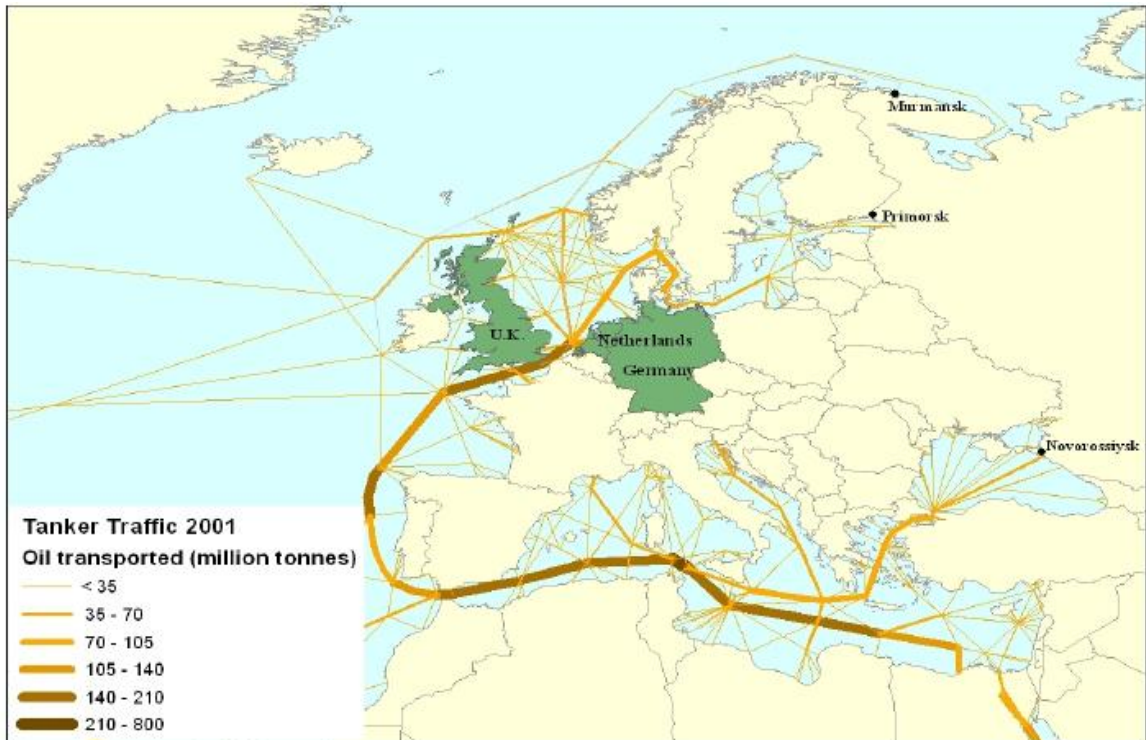 Murmansk
Primorsk
U.K.
Netherlands
Germany
Novorossiysk
Tanker Traffic 2001
Oil transported (million tonnes)
< 35
35 - 70
70 - 105
105 - 140
140 - 210
210 - 800